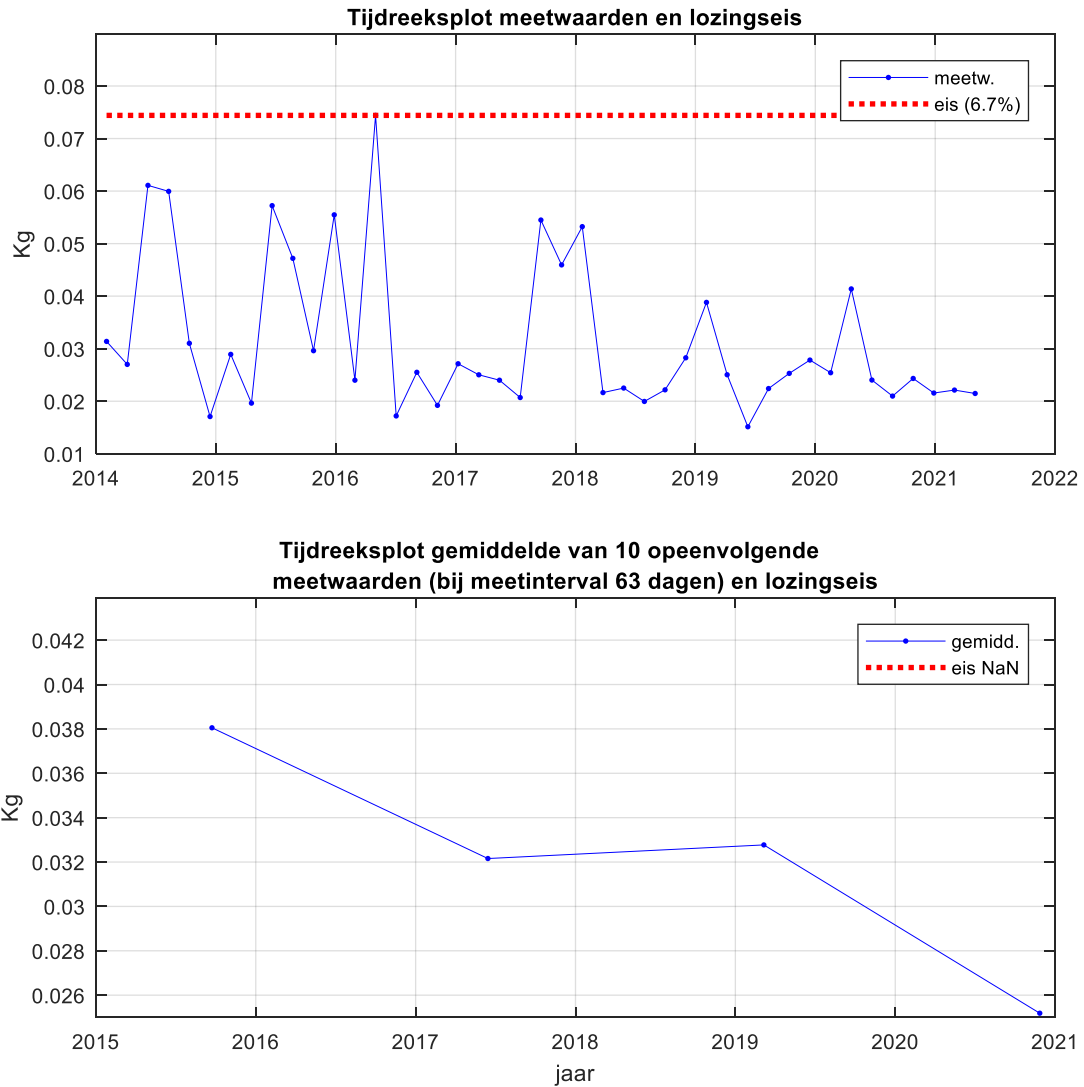 Tijdreeksplot meetwaarden en lozingseis
meetw.
eis (6.7%)
Kg
0.08
0.07
0.06
0.05
0.04
0.03
0.02
0.01
2014 2015 2016 2017 2018 2019 2020 2021 2022
Tijdreeksplot gemiddelde van 10 opeenvolgende
meetwaarden (bij meetinterval 63 dagen) en lozingseis
gemidd.
eis NaN
Kg
0.042
0.04
0.038
0.036
0.034
0.032
0.03
0.028
0.026
2015 2016 2017 2018 2019 2020 2021
jaar